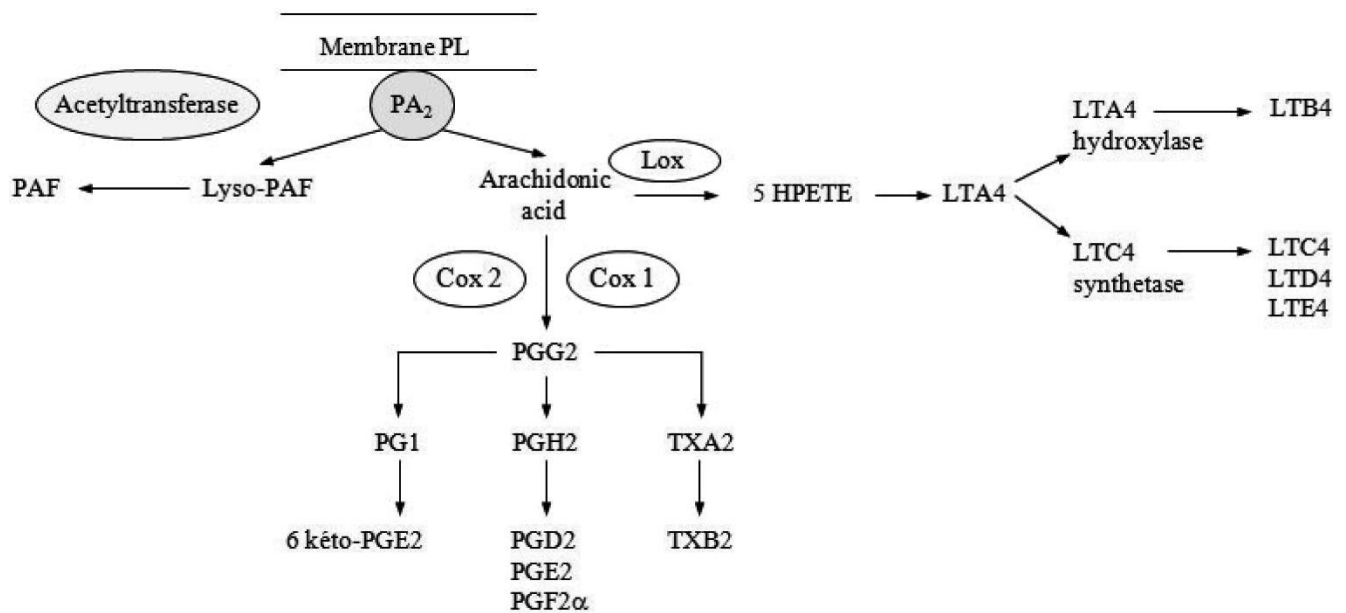 Membrane PL
Acetyltransferase
PA₂
LTA4
hydroxylase
LTB4
Lox
PAF
Lyso-PAF
Arachidonic
acid
5 HPETE
LTA4
LTC4
synthetase
LTC4
LTD4
LTE4
Cox 2
Cox 1
PGG2
PG1
PGH2
TXA2
6 kéto-PGE2
PGD2
PGE2
PGF2α
TXB2